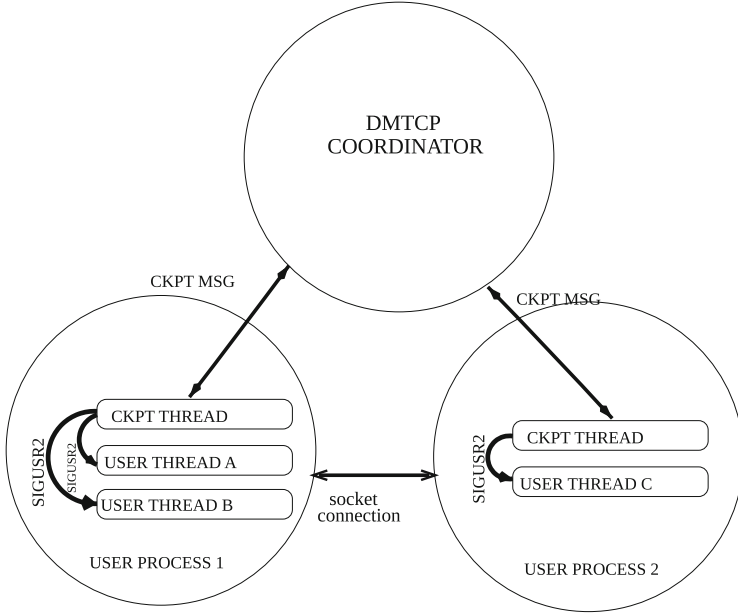 DMTCP
COORDINATOR
CKPT MSG
CKPT MSG
CKPT THREAD
SIGUSR2
SIGUSR2
USER THREAD A
USER THREAD B
USER PROCESS 1
socket
connection
CKPT THREAD
SIGUSR2
USER THREAD C
USER PROCESS 2